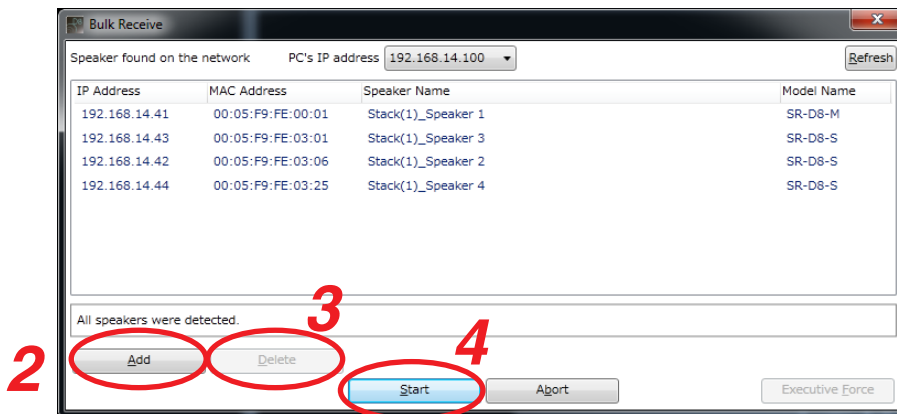 Bulk Receive
Speaker found on the network PC's IP address 192.168.14.100 Refresh
IP Address MAC Address Speaker Name Model Name
192.168.14.41 00:05:F9:FE:00:01 Stack(1)_Speaker 1 SR-D8-M
192.168.14.43 00:05:F9:FE:03:01 Stack(1)_Speaker 3 SR-D8-S
192.168.14.42 00:05:F9:FE:03:06 Stack(1)_Speaker 2 SR-D8-S
192.168.14.44 00:05:F9:FE:03:25 Stack(1)_Speaker 4 SR-D8-S
All speakers were detected.
3
2 Add Delete 4
Start Abort Executive Force